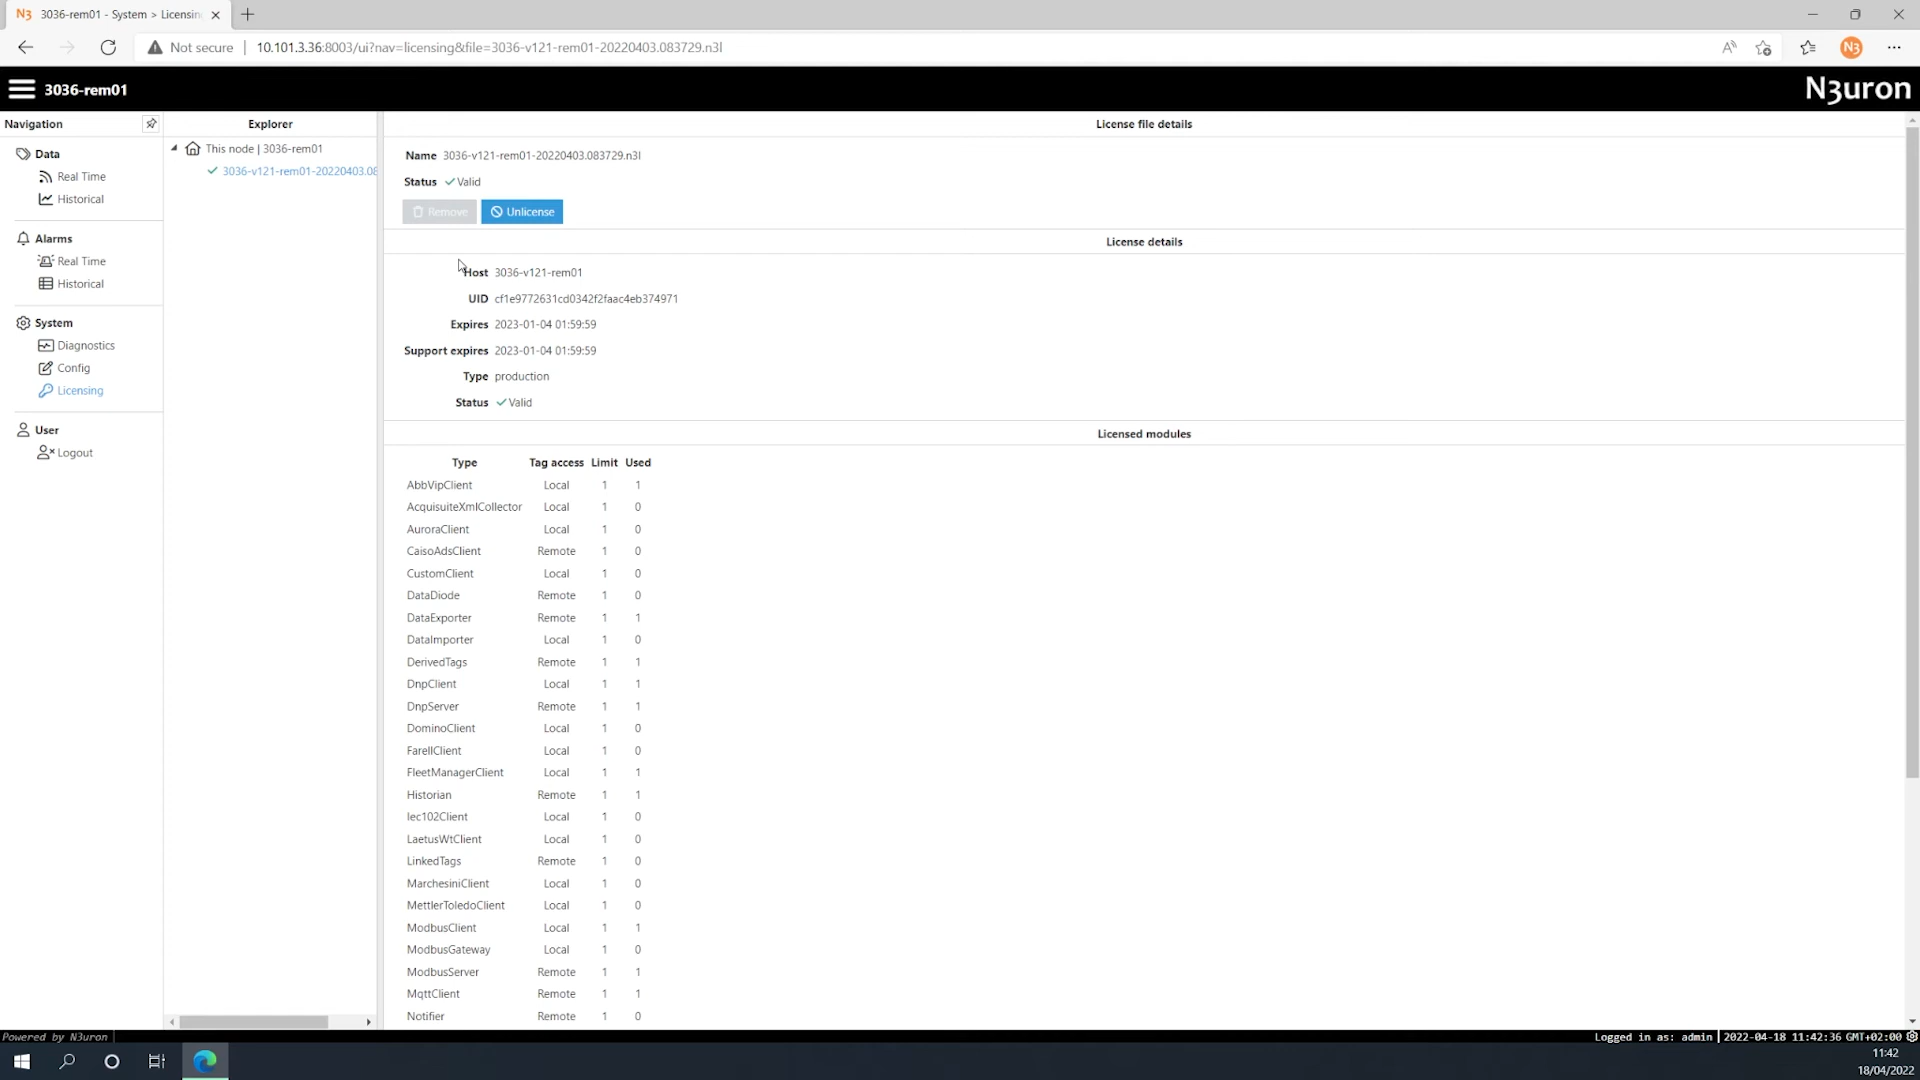 N3 3036-rem01 - System > Licensin
Not secure 10.101.3.36:8003/ui?nav=licensing&file=3036-v121-rem01-20220403.083729.n3l
N3
3036-rem01
N3uron
Navigation
Explorer
License file details
Data
Real Time
Historical
Alarms
Real Time
Historical
System
Diagnostics
Config
Licensing
User
Logout
This node | 3036-rem01
3036-v121-rem01-20220403.08
Name 3036-v121-rem01-20220403.083729.n3l
Status Valid
Remove Unlicense
License details
Host 3036-v121-rem01
UID cf1e9772631cd0342f2faac4eb374971
Expires 2023-01-04 01:59:59
Support expires 2023-01-04 01:59:59
Type production
Status Valid
Licensed modules
Type Tag access Limit Used
AbbVipClient Local 1 1
AcquisuiteXmlCollector Local 1 0
AuroraClient Local 1 0
CaisoAdsClient Remote 1 0
CustomClient Local 1 0
DataDiode Remote 1 0
DataExporter Remote 1 1
DataImporter Local 1 0
DerivedTags Remote 1 1
DnpClient Local 1 1
DnpServer Remote 1 1
DominoClient Local 1 0
FarellClient Local 1 0
FleetManagerClient Local 1 1
Historian Remote 1 1
Iec102Client Local 1 0
LaetusWtClient Local 1 0
LinkedTags Remote 1 0
MarchesiniClient Local 1 0
MettlerToledoClient Local 1 0
ModbusClient Local 1 1
ModbusGateway Local 1 0
ModbusServer Remote 1 1
MqttClient Remote 1 1
Notifier Remote 1 0
Powered by N3uron
Logged in as: admin 2022-04-18 11:42:36 GMT+02:00
11:42
18/04/2022